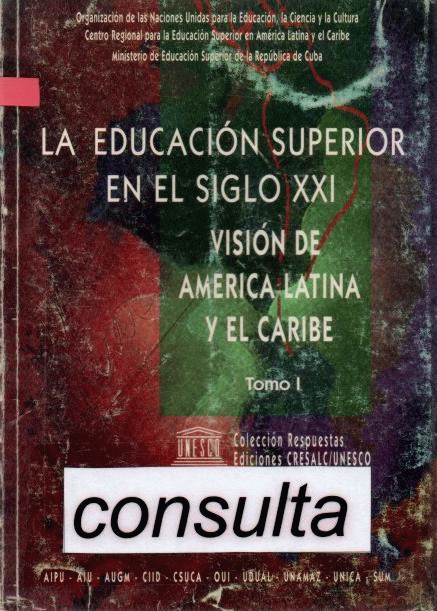 Organización de las Naciones Unidas para la Educación, la Ciencia y la Cultura
Centro Regional para la Educación Superior en América Latina y el Caribe
Ministerio de Educación Superior de la República de Cuba
LA EDUCACIÓN SUPERIOR
EN EL SIGLO XXI
VISIÓN DE
AMERICA LATINA
Y EL CARIBE
Tomo I
UNESCO
Colección Respuestas
Ediciones CRESALC/UNESCO
consulta
AIPU - AIU - AUGM - CIID - CSUCA - OUI - UDUAL - UNAMAZ - UNICA - SUM